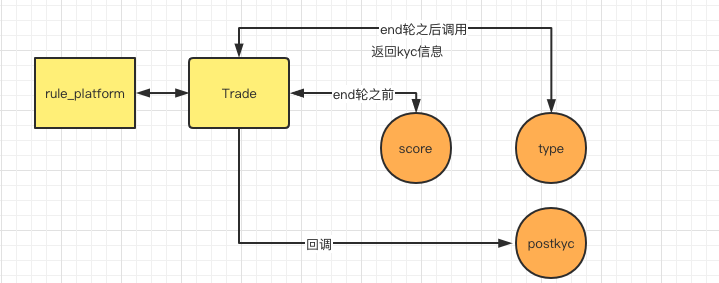 end轮之后调用
返回kyc信息
rule_platform
Trade
end轮之前
score
type
回调
postkyc